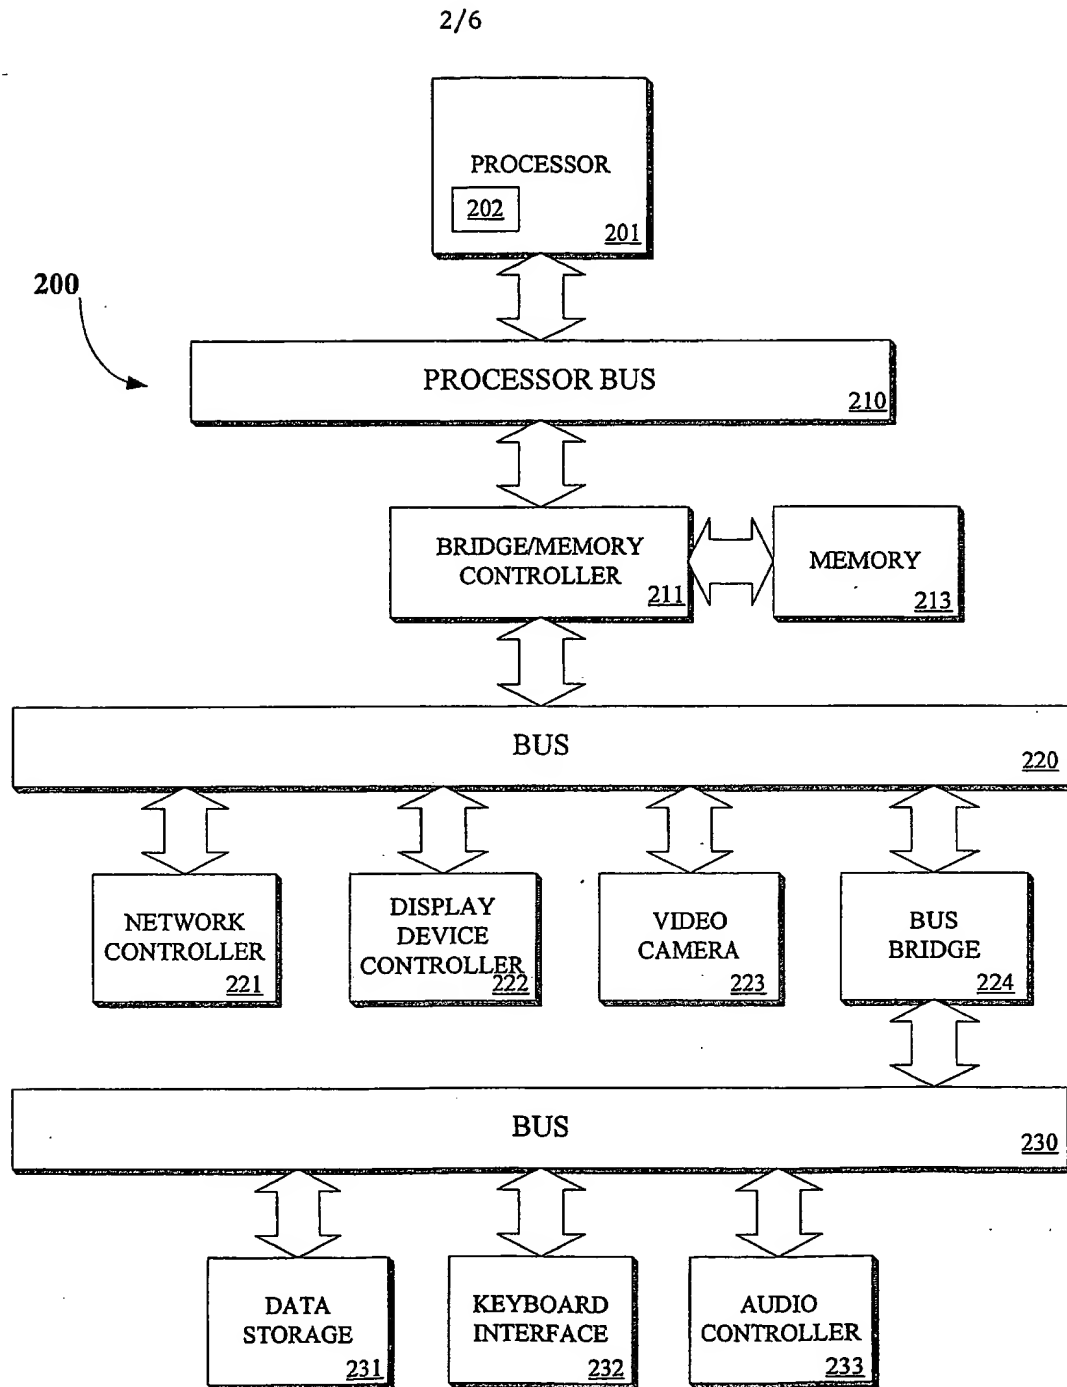 2/6
PROCESSOR
202
201
200
PROCESSOR BUS
210
BRIDGE/MEMORY
CONTROLLER
211
MEMORY
213
BUS
220
NETWORK
CONTROLLER
221
DISPLAY
DEVICE
CONTROLLER
222
VIDEO
CAMERA
223
BUS
BRIDGE
224
BUS
230
DATA
STORAGE
231
KEYBOARD
INTERFACE
232
AUDIO
CONTROLLER
233